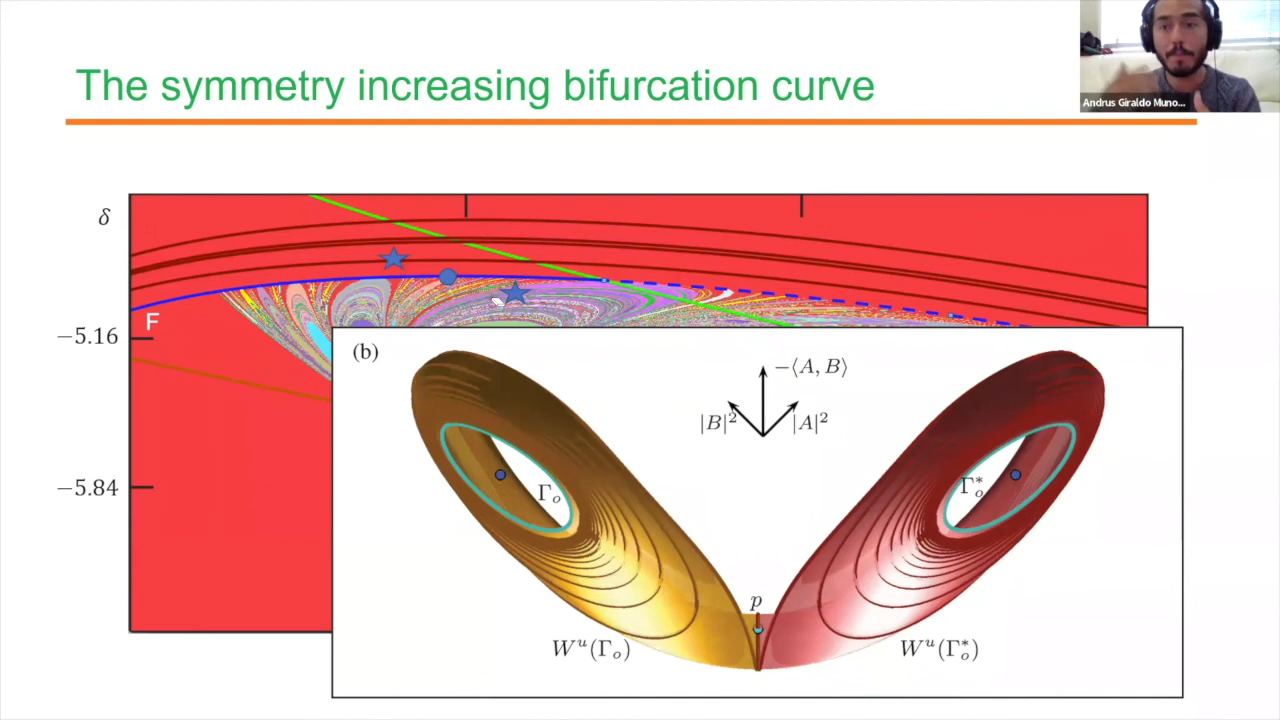 The symmetry increasing bifurcation curve
Andrus Giraldo Muno...
δ
F
−5.16
−5.84
(b)
−⟨A, B⟩
|B|² |A|²
Γₒ
Γₒ*
p
Wᵘ(Γₒ)
Wᵘ(Γₒ*)